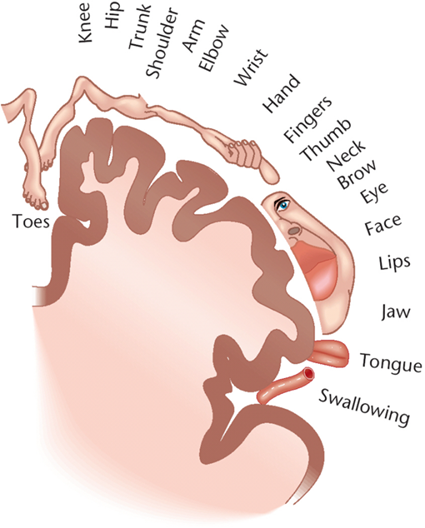 Knee
Hip
Trunk
Shoulder
Arm
Elbow
Wrist
Hand
Fingers
Thumb
Neck
Brow
Eye
Face
Lips
Jaw
Tongue
Swallowing
Toes